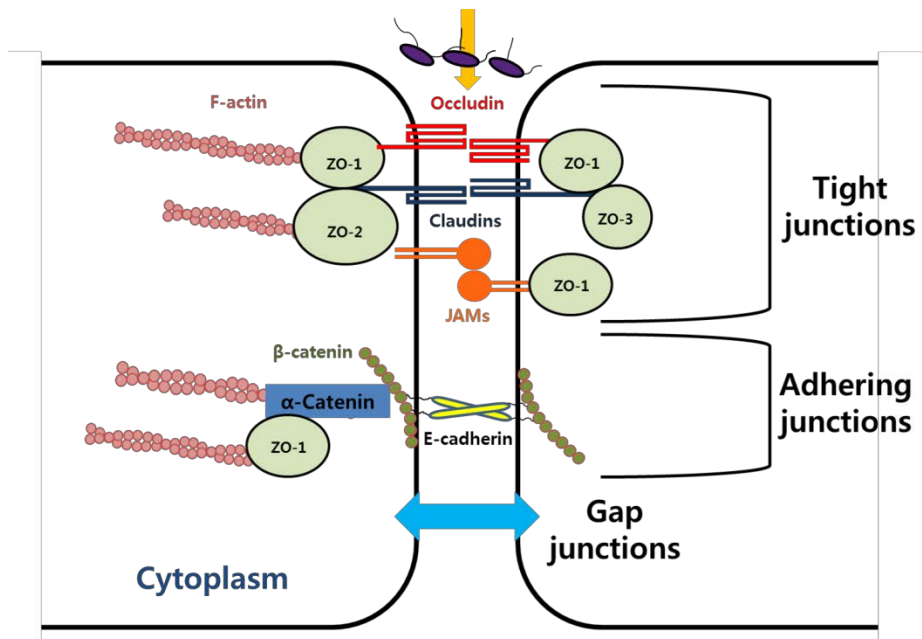 F-actin
Occludin
ZO-1
ZO-1
Claudins
ZO-2
ZO-3
Tight
junctions
ZO-1
JAMs
β-catenin
α-Catenin
E-cadherin
ZO-1
Adhering
junctions
Gap
junctions
Cytoplasm